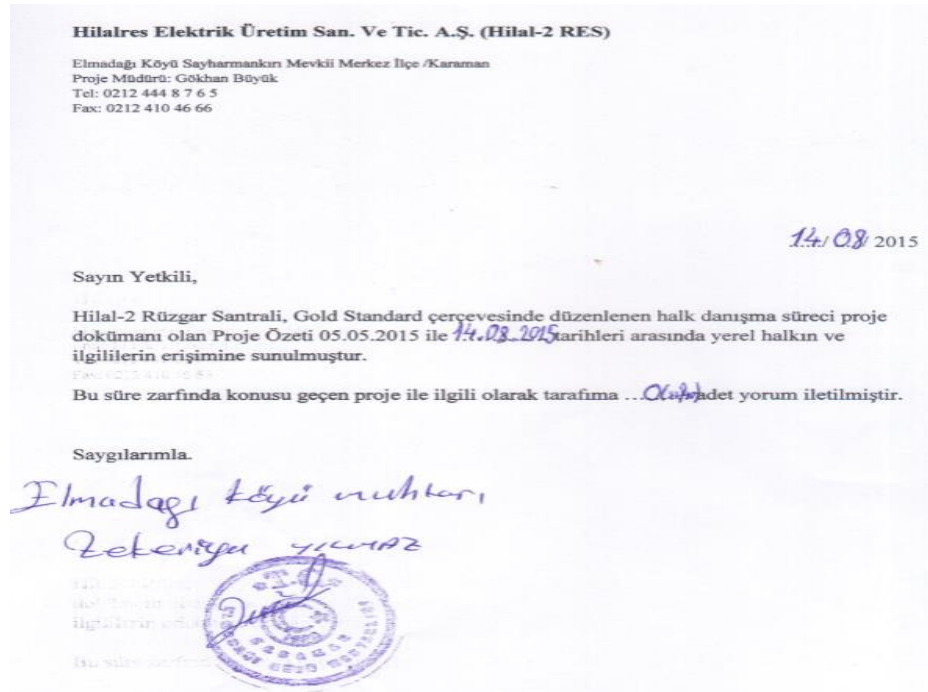 Hilalres Elektrik Üretim San. Ve Tic. A.Ş. (Hilal-2 RES)
Elmadağı Köyü Sayharmankırı Mevkii Merkez İlçe /Karaman
Proje Müdürü: Gökhan Büyük
Tel: 0212 444 8 7 6 5
Fax: 0212 410 46 66
14/08/ 2015
Sayın Yetkili,
Hilal-2 Rüzgar Santrali, Gold Standard çerçevesinde düzenlenen halk danışma süreci proje
dokümanı olan Proje Özeti 05.05.2015 ile 14.08.2015 tarihleri arasında yerel halkın ve
ilgililerin erişimine sunulmuştur.
Bu süre zarfında konusu geçen proje ile ilgili olarak tarafıma ...0(sıfır)adet yorum iletilmiştir.
Saygılarımla.
Elmadagı köyü muhtarı
Zekeriya YILMAZ
T.C.